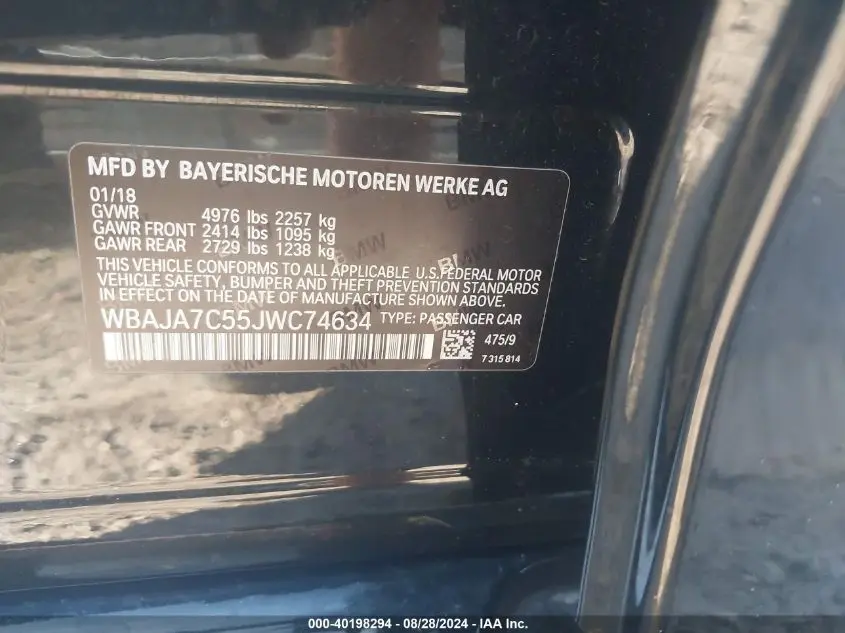 MFD BY BAYERISCHE MOTOREN WERKE AG
01/18
GVWR 4976 lbs 2257 kg
GAWR FRONT 2414 lbs 1095 kg
GAWR REAR 2729 lbs 1238 kg
THIS VEHICLE CONFORMS TO ALL APPLICABLE U.S.FEDERAL MOTOR
VEHICLE SAFETY, BUMPER AND THEFT PREVENTION STANDARDS
IN EFFECT ON THE DATE OF MANUFACTURE SHOWN ABOVE.
WBAJA7C55JWC74634 TYPE: PASSENGER CAR
475/9
7 315 814
000-40198294 - 08/28/2024 - IAA Inc.